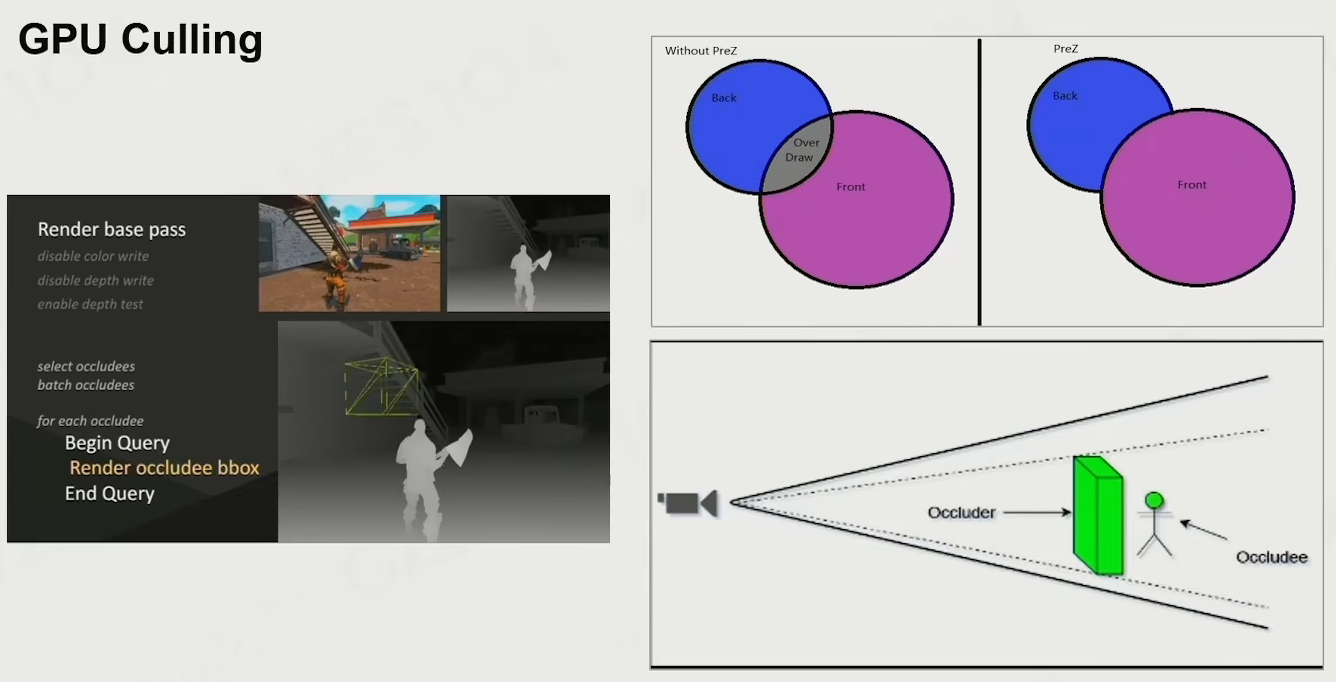 GPU Culling
Render base pass
disable color write
disable depth write
enable depth test
select occludees
batch occludees
for each occludee
Begin Query
Render occludee bbox
End Query
Without PreZ
Back
Over
Draw
Front
PreZ
Back
Front
Occluder
Occludee